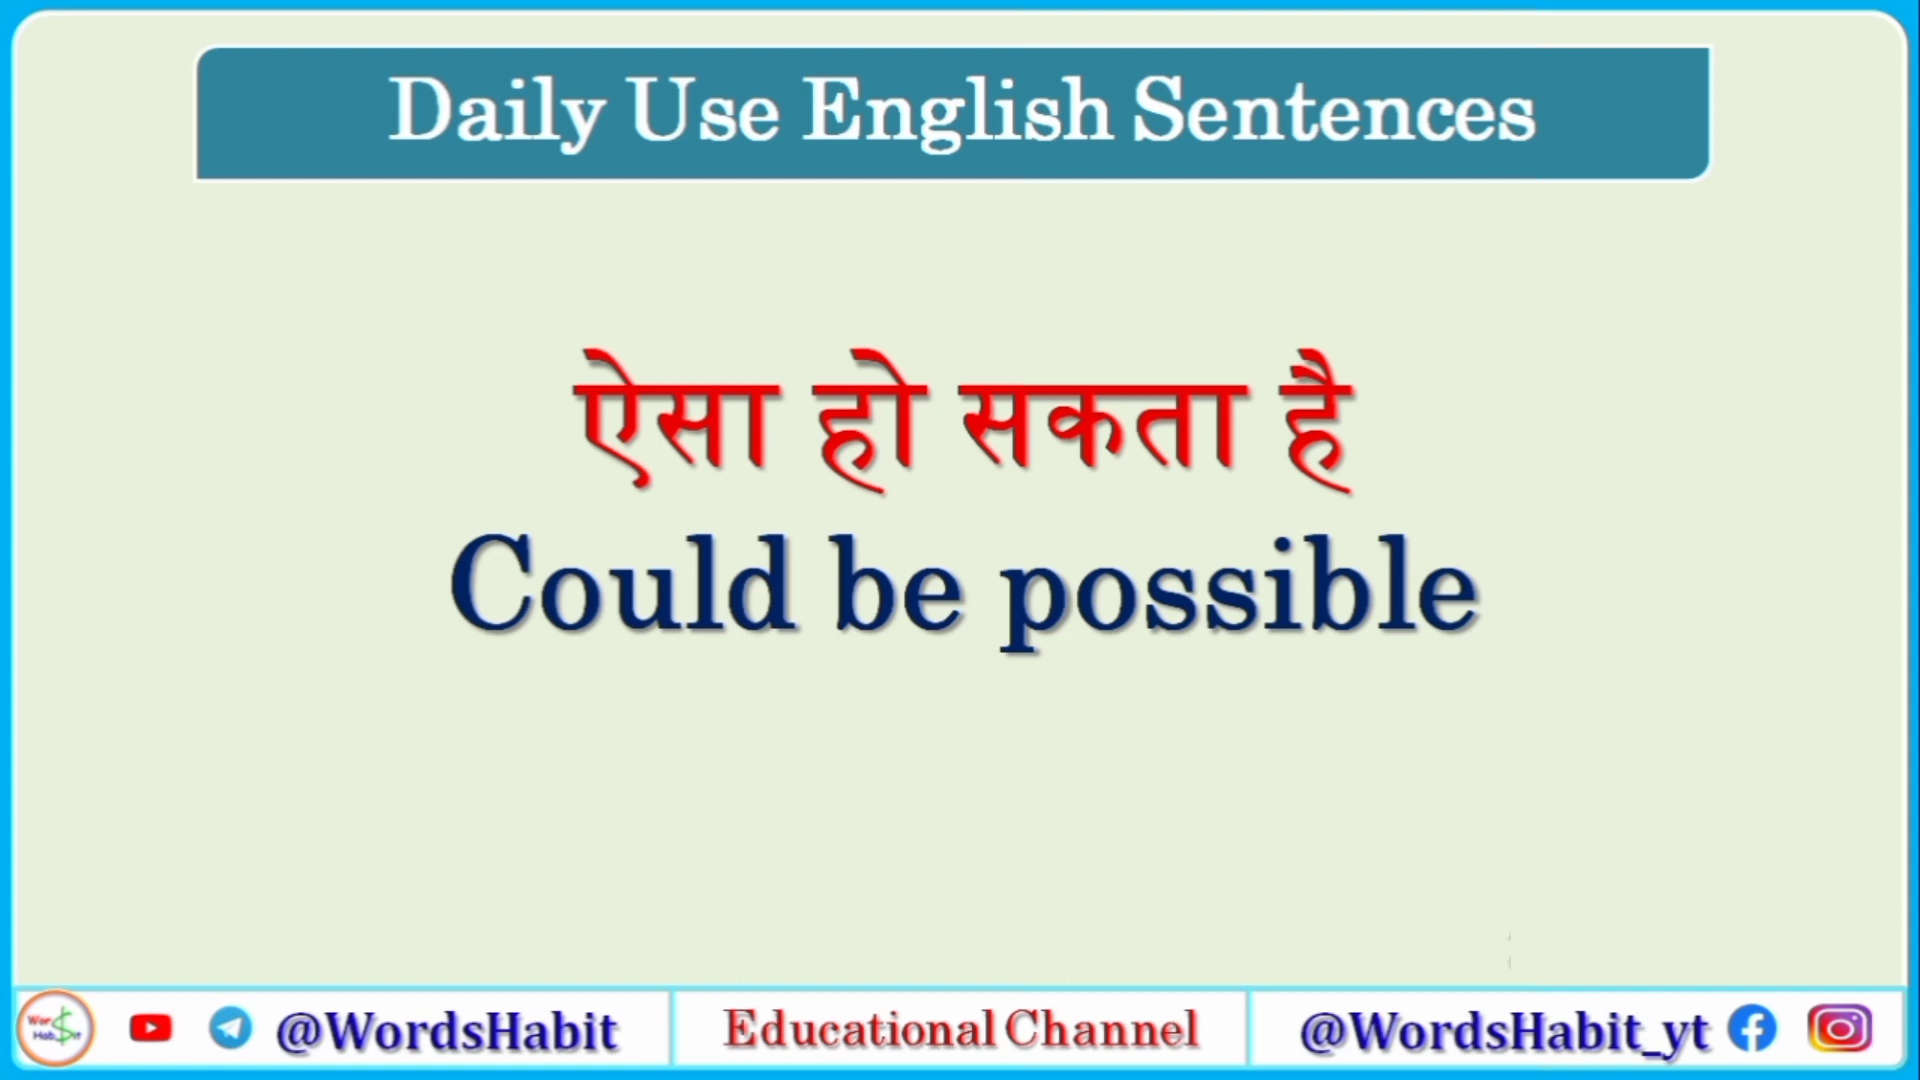 Daily Use English Sentences
ऐसा हो सकता है
Could be possible
@WordsHabit
Educational Channel
@WordsHabit_yt